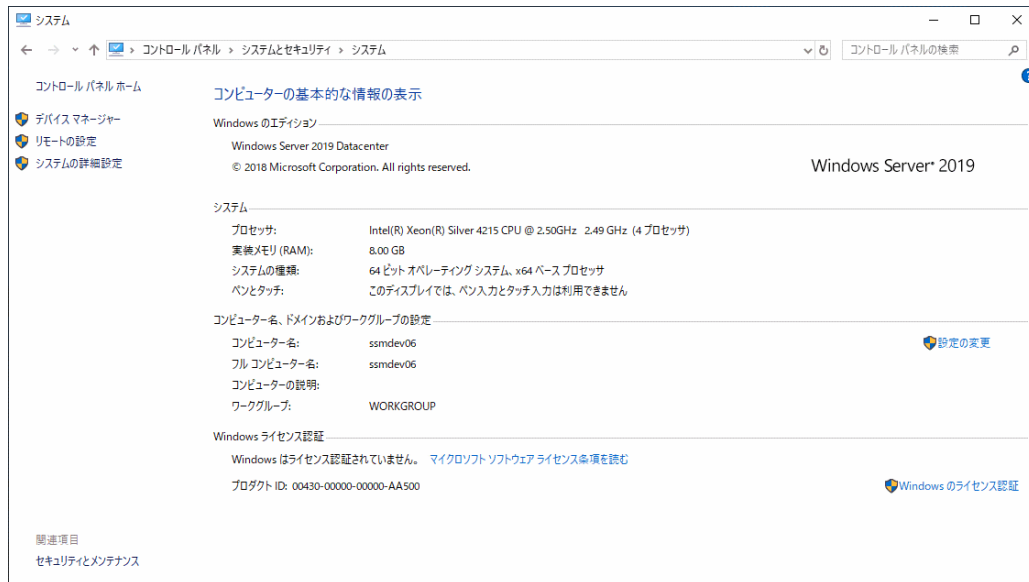 システム
コントロール パネル › システムとセキュリティ › システム
コントロール パネルの検索
コントロール パネル ホーム
デバイス マネージャー
リモートの設定
システムの詳細設定
コンピューターの基本的な情報の表示
Windows のエディション
Windows Server 2019 Datacenter
© 2018 Microsoft Corporation. All rights reserved.
Windows Server® 2019
システム
プロセッサ: Intel(R) Xeon(R) Silver 4215 CPU @ 2.50GHz 2.49 GHz (4 プロセッサ)
実装メモリ (RAM): 8.00 GB
システムの種類: 64 ビット オペレーティング システム、x64 ベース プロセッサ
ペンとタッチ: このディスプレイでは、ペン入力とタッチ入力は利用できません
コンピューター名、ドメインおよびワークグループの設定
コンピューター名: ssmdev06
設定の変更
フル コンピューター名: ssmdev06
コンピューターの説明:
ワークグループ: WORKGROUP
Windows ライセンス認証
Windows はライセンス認証されていません。 マイクロソフト ソフトウェア ライセンス条項を読む
プロダクト ID: 00430-00000-00000-AA500
Windows のライセンス認証
関連項目
セキュリティとメンテナンス